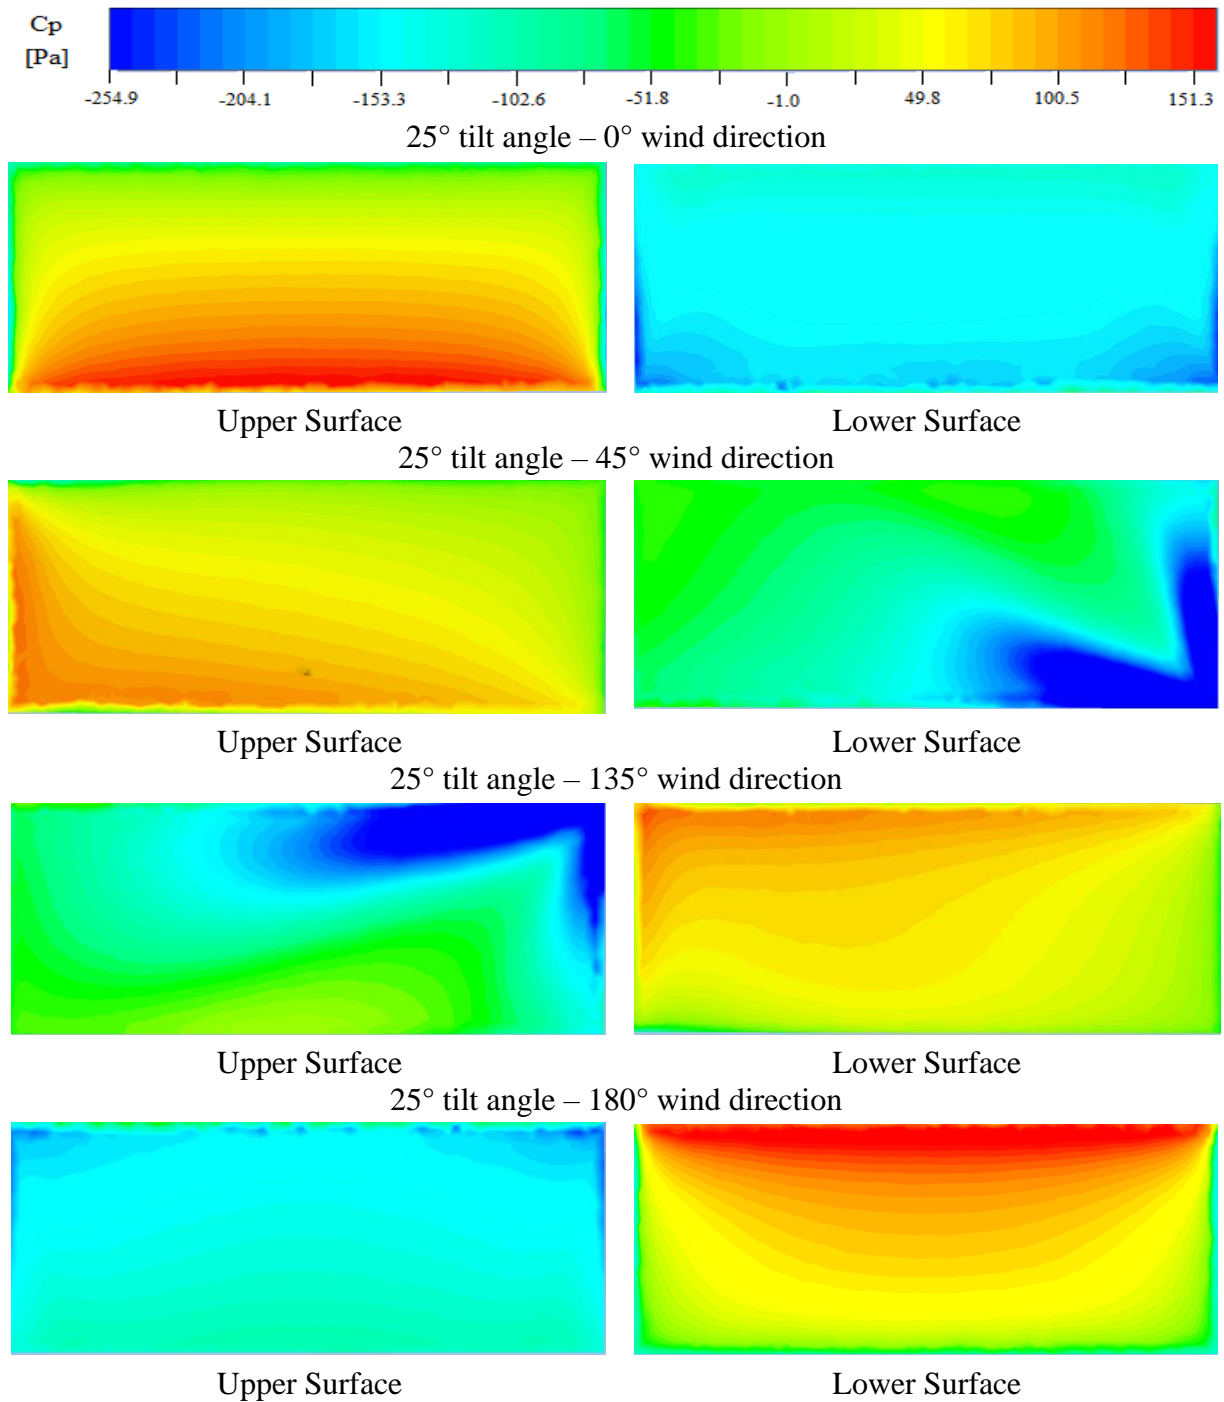 Cp
[Pa]
-254.9 -204.1 -153.3 -102.6 -51.8 -1.0 49.8 100.5 151.3
25° tilt angle – 0° wind direction
Upper Surface Lower Surface
25° tilt angle – 45° wind direction
Upper Surface Lower Surface
25° tilt angle – 135° wind direction
Upper Surface Lower Surface
25° tilt angle – 180° wind direction
Upper Surface Lower Surface